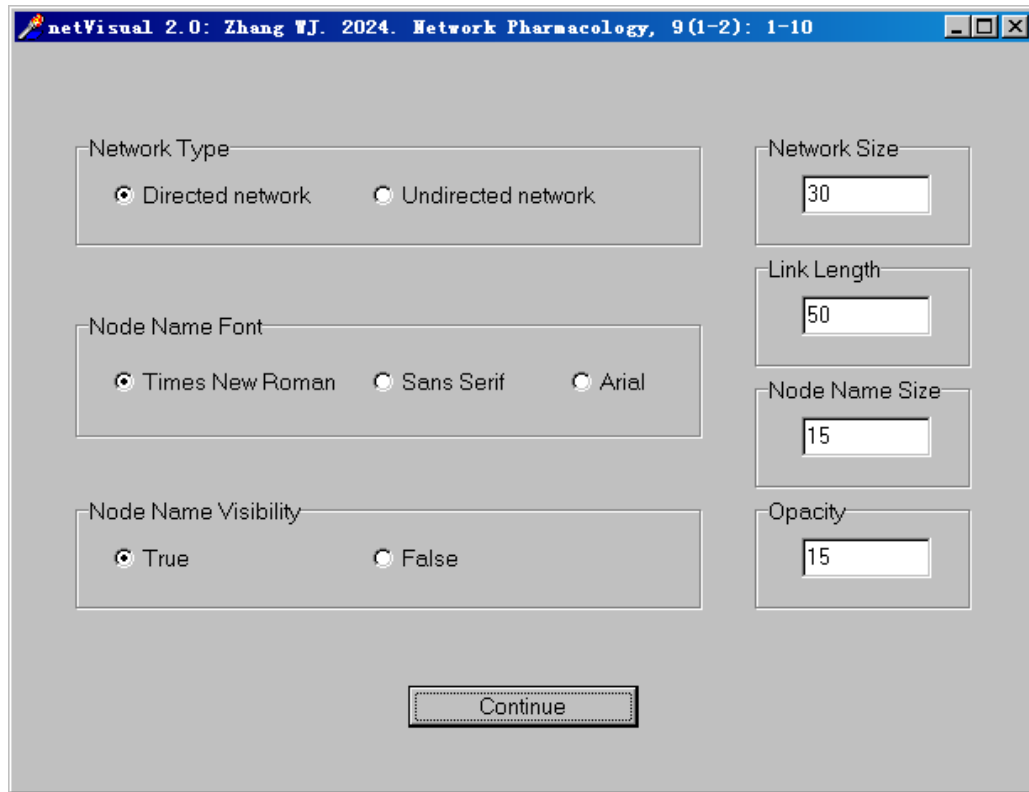 netVisual 2.0: Zhang WJ. 2024. Network Pharmacology, 9(1-2): 1-10
Network Type
Directed network Undirected network
Network Size
30
Link Length
50
Node Name Font
Times New Roman Sans Serif Arial
Node Name Size
15
Node Name Visibility
True False
Opacity
15
Continue